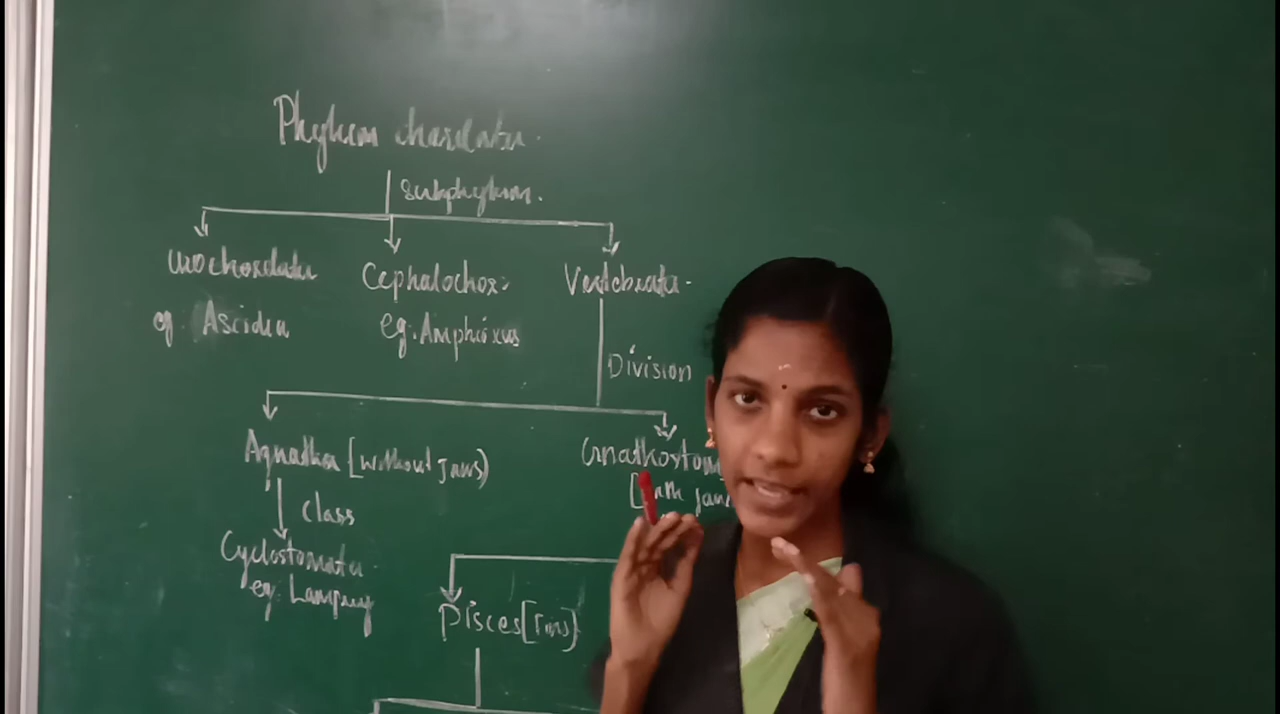 Phylum chordata.
subphylum.
Urochordata
Cephalochor:
Vertebrata.
eg. Ascidia
eg: Amphioxus
Division
Agnatha [without jaws)
Gnathostom
jaw
class
Cyclostomata
eg: Lamprey
Pisces [Fins}